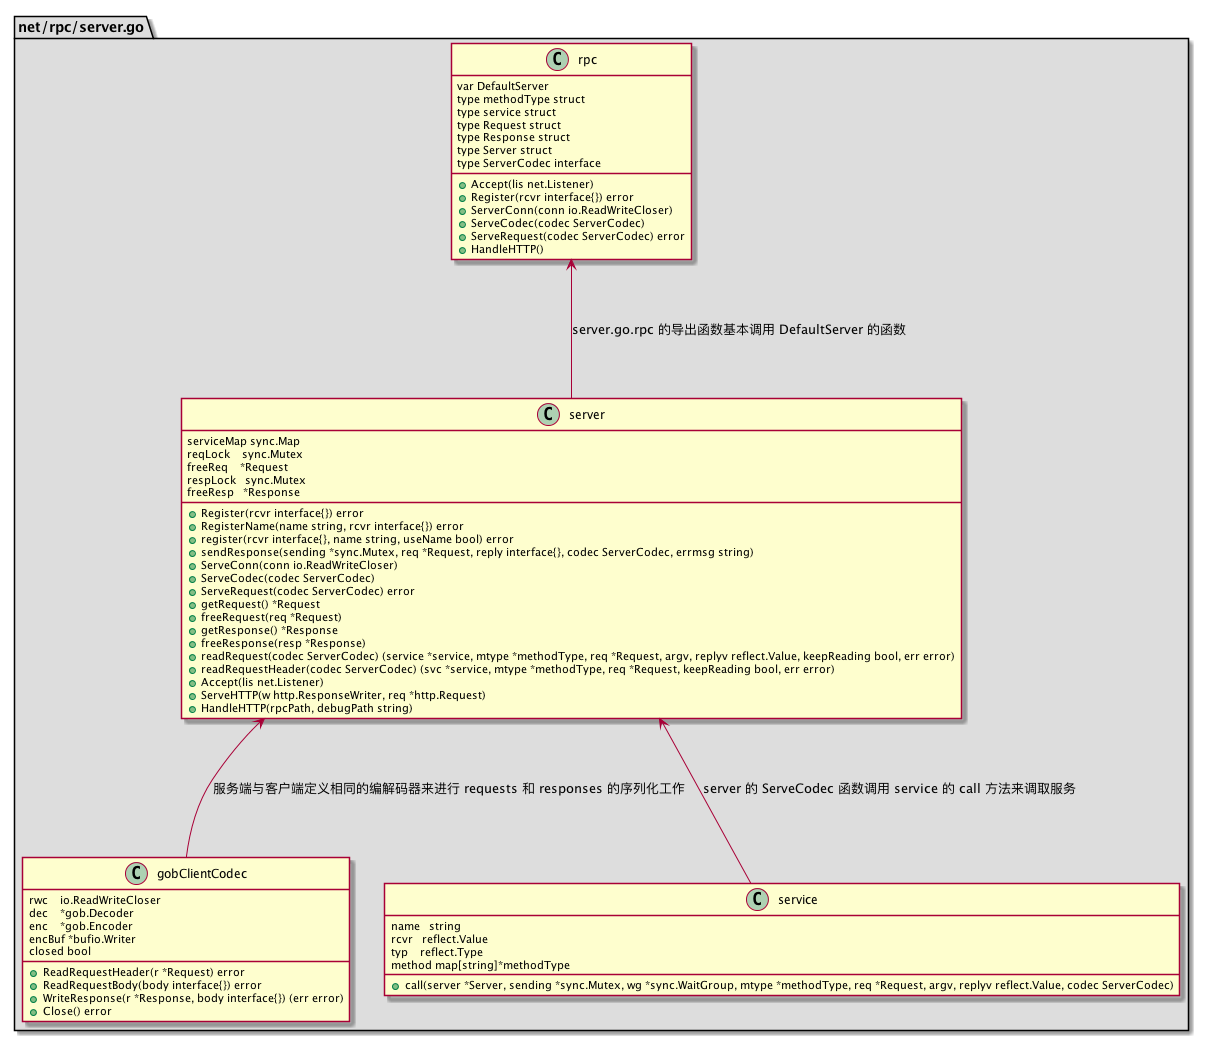 net/rpc/server.go
C rpc
var DefaultServer
type methodType struct
type service struct
type Request struct
type Response struct
type Server struct
type ServerCodec interface
Accept(lis net.Listener)
Register(rcvr interface{}) error
ServerConn(conn io.ReadWriteCloser)
ServeCodec(codec ServerCodec)
ServeRequest(codec ServerCodec) error
HandleHTTP()
server.go.rpc 的导出函数基本调用 DefaultServer 的函数
C server
serviceMap sync.Map
reqLock sync.Mutex
freeReq *Request
respLock sync.Mutex
freeResp *Response
Register(rcvr interface{}) error
RegisterName(name string, rcvr interface{}) error
register(rcvr interface{}, name string, useName bool) error
sendResponse(sending *sync.Mutex, req *Request, reply interface{}, codec ServerCodec, errmsg string)
ServeConn(conn io.ReadWriteCloser)
ServeCodec(codec ServerCodec)
ServeRequest(codec ServerCodec) error
getRequest() *Request
freeRequest(req *Request)
getResponse() *Response
freeResponse(resp *Response)
readRequest(codec ServerCodec) (service *service, mtype *methodType, req *Request, argv, replyv reflect.Value, keepReading bool, err error)
readRequestHeader(codec ServerCodec) (svc *service, mtype *methodType, req *Request, keepReading bool, err error)
Accept(lis net.Listener)
ServeHTTP(w http.ResponseWriter, req *http.Request)
HandleHTTP(rpcPath, debugPath string)
服务端与客户端定义相同的编解码器来进行 requests 和 responses 的序列化工作
server 的 ServeCodec 函数调用 service 的 call 方法来调取服务
C gobClientCodec
rwc io.ReadWriteCloser
dec *gob.Decoder
enc *gob.Encoder
encBuf *bufio.Writer
closed bool
ReadRequestHeader(r *Request) error
ReadRequestBody(body interface{}) error
WriteResponse(r *Response, body interface{}) (err error)
Close() error
C service
name string
rcvr reflect.Value
typ reflect.Type
method map[string]*methodType
call(server *Server, sending *sync.Mutex, wg *sync.WaitGroup, mtype *methodType, req *Request, argv, replyv reflect.Value, codec ServerCodec)